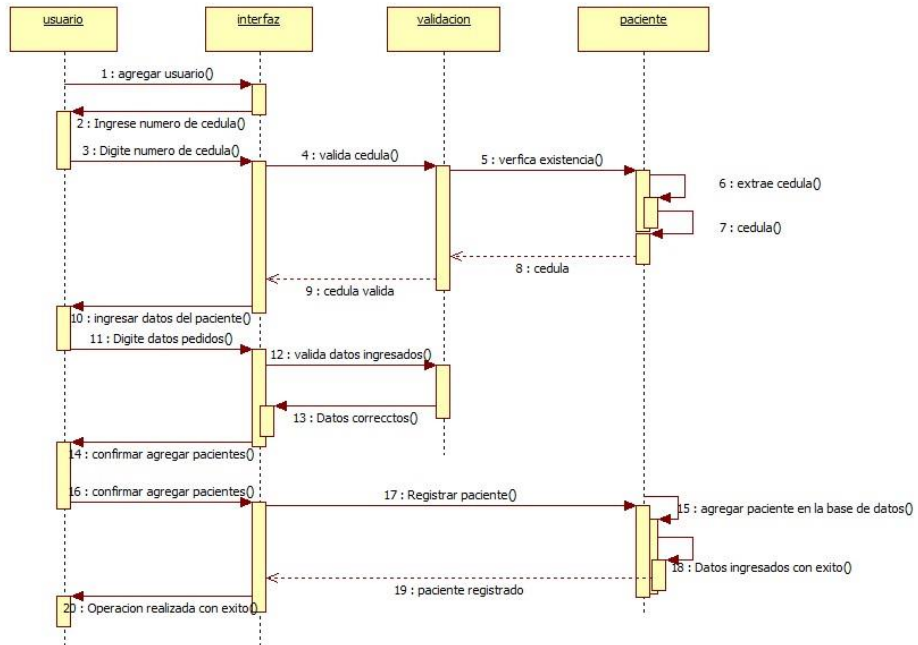 usuario
interfaz
validacion
paciente
1 : agregar usuario()
2 : Ingrese numero de cedula()
3 : Digite numero de cedula()
4 : valida cedula()
5 : verfica existencia()
6 : extrae cedula()
7 : cedula()
8 : cedula
9 : cedula valida
10 : ingresar datos del paciente()
11 : Digite datos pedidos()
12 : valida datos ingresados()
13 : Datos correcctos()
14 : confirmar agregar pacientes()
16 : confirmar agregar pacientes()
17 : Registrar paciente()
15 : agregar paciente en la base de datos()
18 : Datos ingresados con exito()
19 : paciente registrado
20 : Operacion realizada con exito()